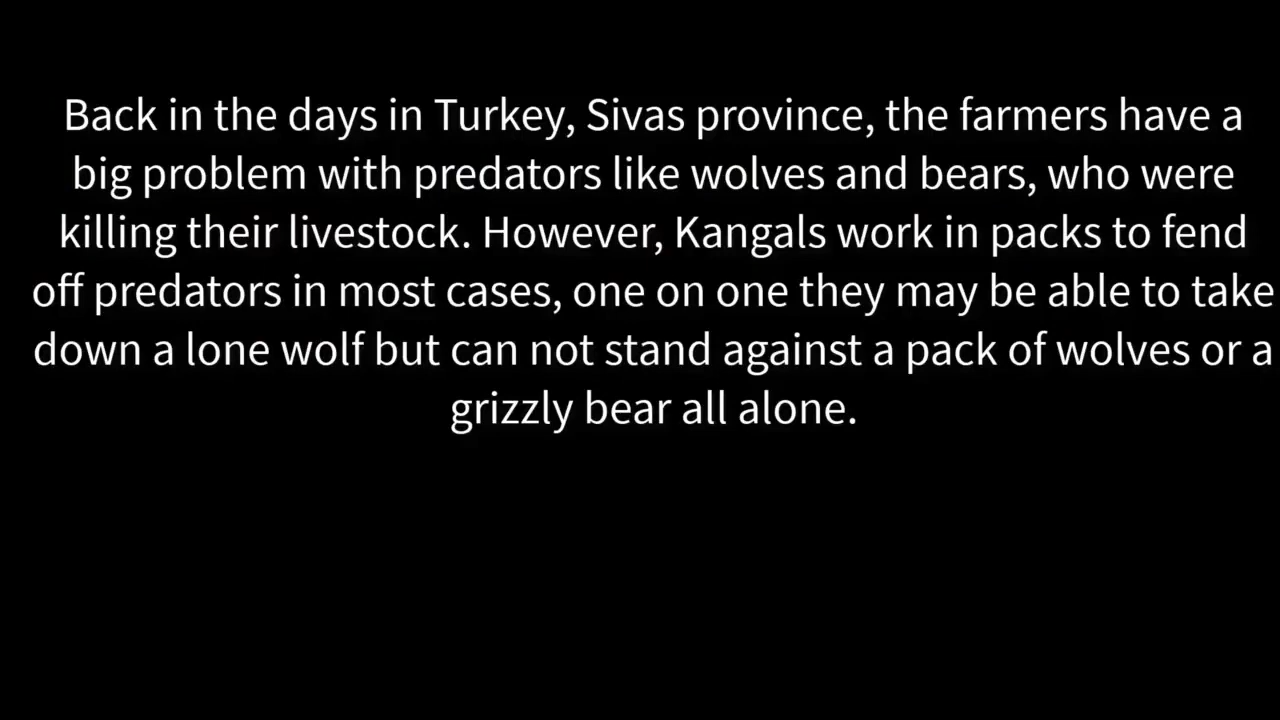 Back in the days in Turkey, Sivas province, the farmers have a
big problem with predators like wolves and bears, who were
killing their livestock. However, Kangals work in packs to fend
off predators in most cases, one on one they may be able to take
down a lone wolf but can not stand against a pack of wolves or a
grizzly bear all alone.